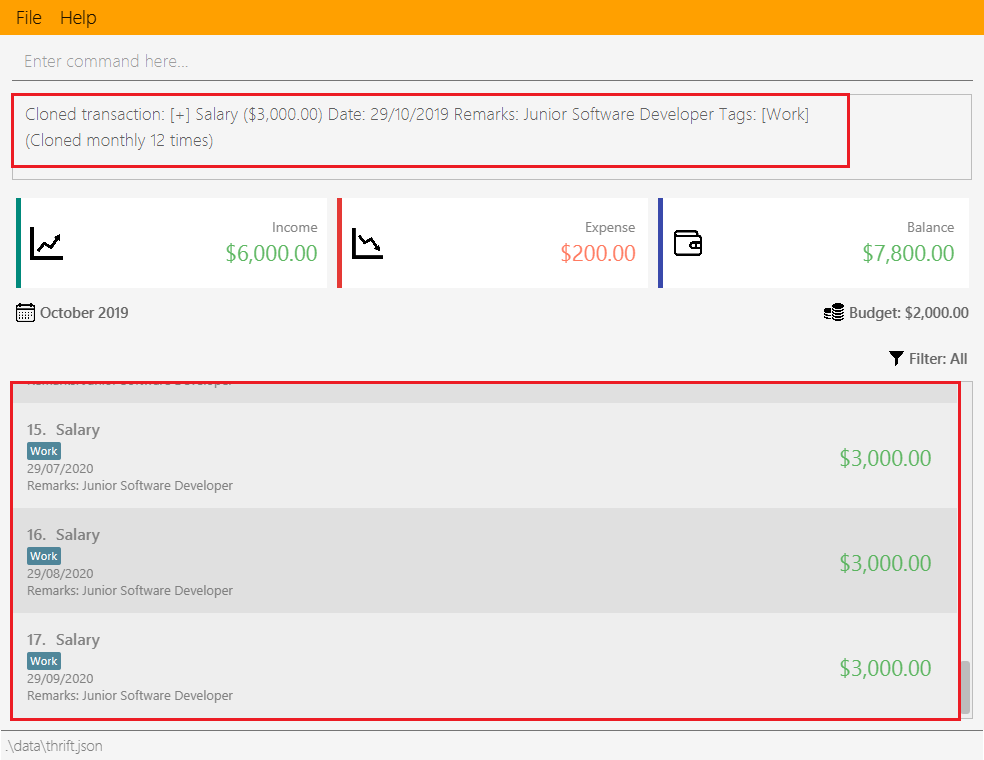 File Help
Enter command here...
Cloned transaction: [+] Salary ($3,000.00) Date: 29/10/2019 Remarks: Junior Software Developer Tags: [Work]
(Cloned monthly 12 times)
Income
$6,000.00
Expense
$200.00
Balance
$7,800.00
October 2019
Budget: $2,000.00
Filter: All
Remarks: Junior Software Developer
15. Salary
Work
29/07/2020
Remarks: Junior Software Developer
$3,000.00
16. Salary
Work
29/08/2020
Remarks: Junior Software Developer
$3,000.00
17. Salary
Work
29/09/2020
Remarks: Junior Software Developer
$3,000.00
.\data\thrift.json